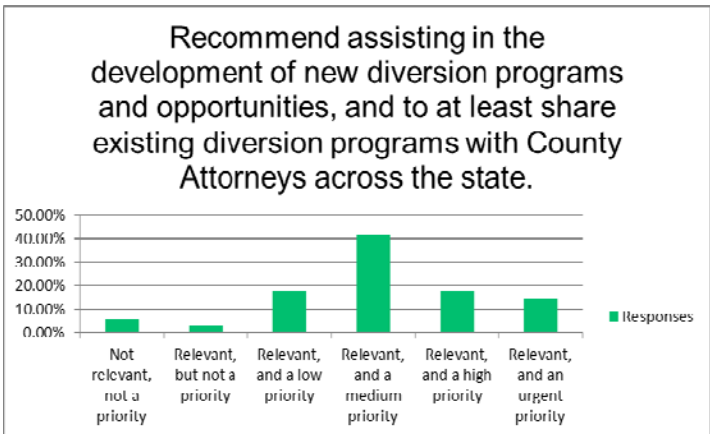 Recommend assisting in the
development of new diversion programs
and opportunities, and to at least share
existing diversion programs with County
Attorneys across the state.
50.00%
40.00%
30.00%
20.00%
10.00%
0.00%
Not relevant, not a priority
Relevant, but not a priority
Relevant, and a low priority
Relevant, and a medium priority
Relevant, and a high priority
Relevant, and an urgent priority
Responses